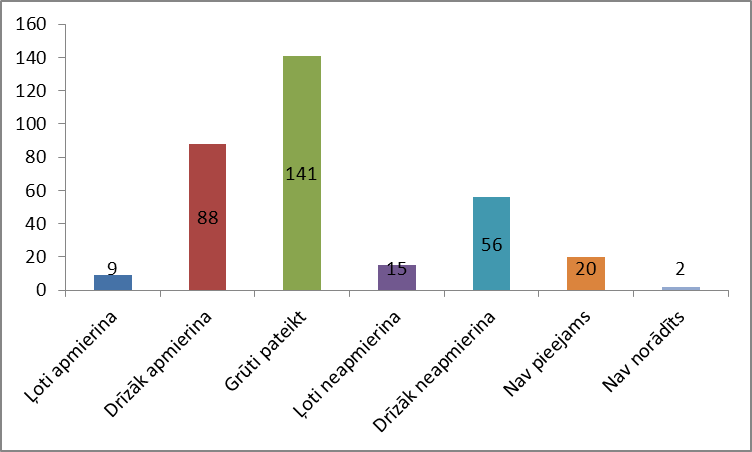 160
140
120
100
80
60
40
20
0
9
88
141
15
56
20
2
Ļoti apmierina
Drīzāk apmierina
Grūti pateikt
Ļoti neapmierina
Drīzāk neapmierina
Nav pieejams
Nav norādīts